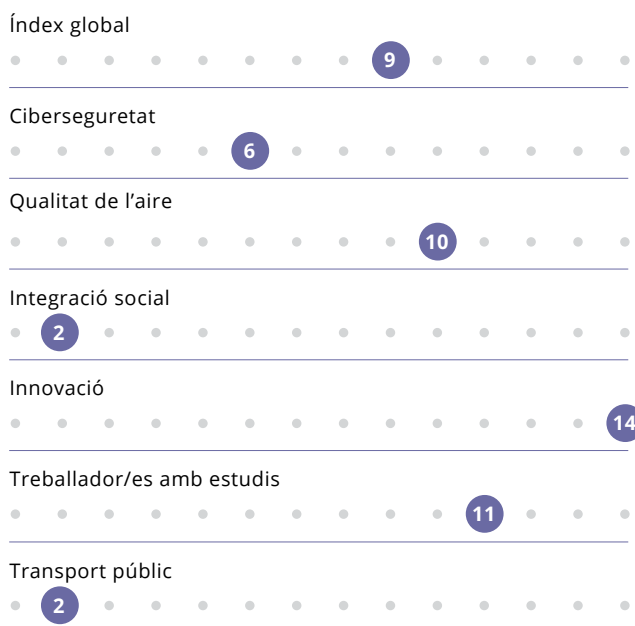 Índex global
9
Ciberseguretat
6
Qualitat de l’aire
10
Integració social
2
Innovació
14
Treballador/es amb estudis
11
Transport públic
2